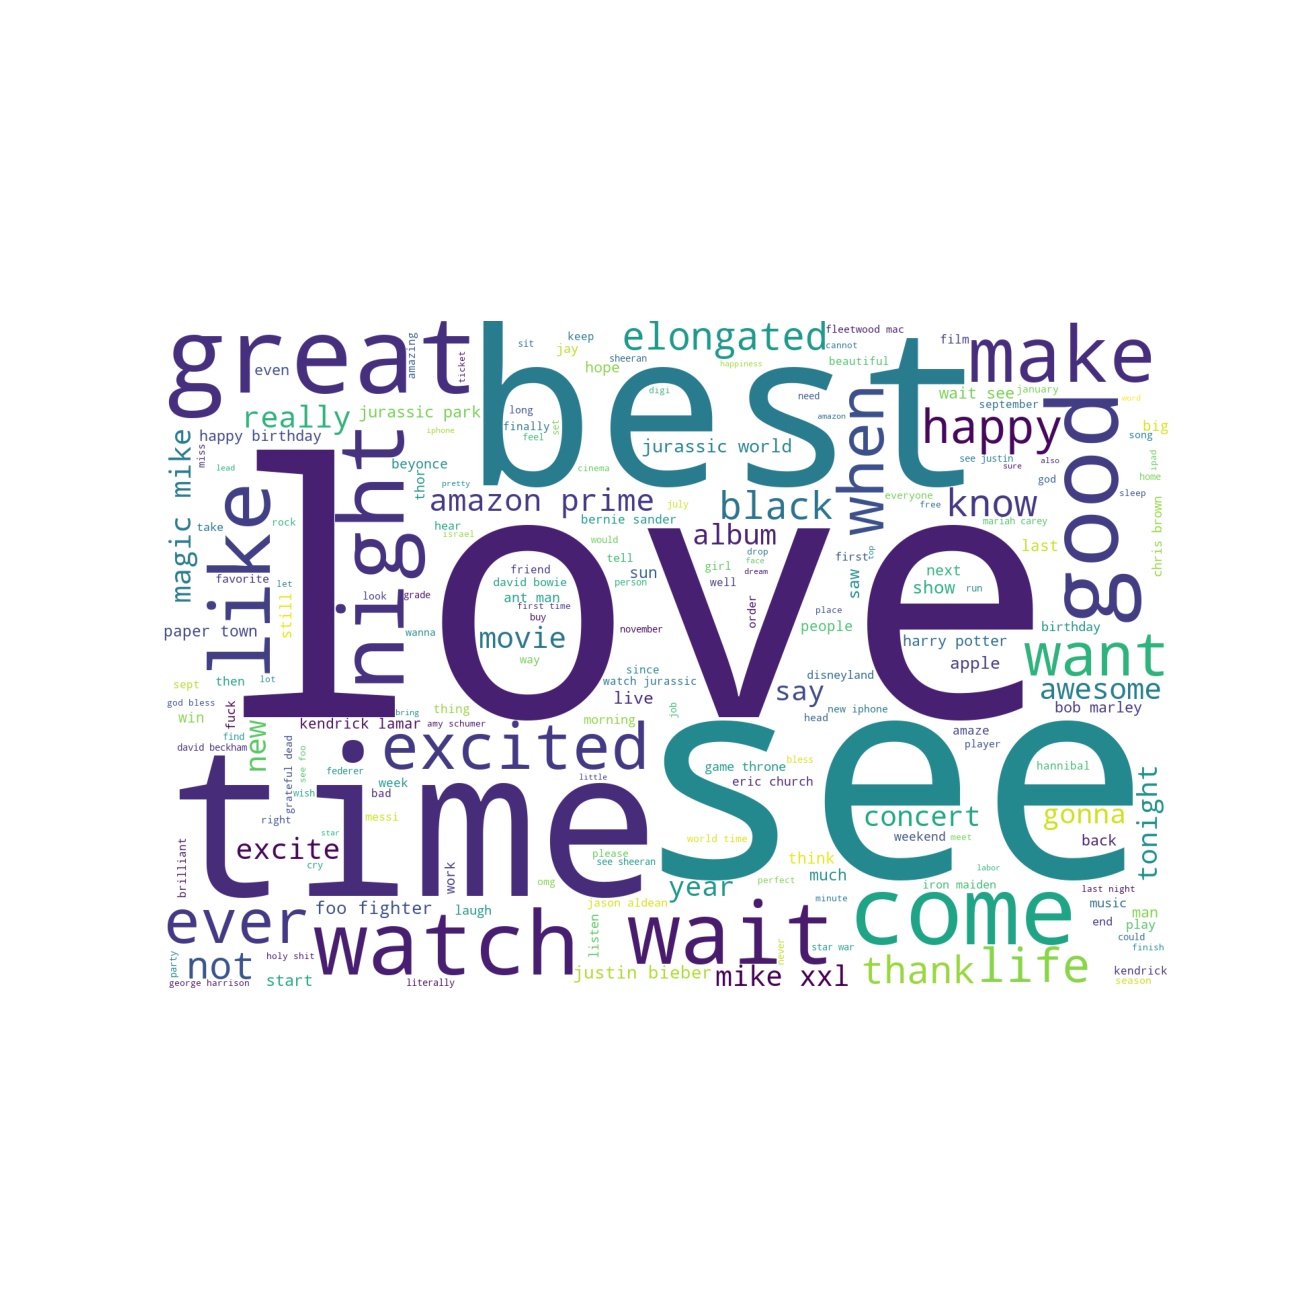 great
best
elongated
make
good
happy
when
know
black
love
night
like
see
time
excited
watch
wait
come
ever
not
life
thank
want
awesome
bob marley
birthday
apple
harry potter
show
run
next
movie
ant man
david bowie
friend
first time
buy
way
album
amazon prime
jurassic world
magic mike
happy birthday
really
jurassic park
iphone
even
amazing
ticket
sit
keep
jay
hope
sheeran
happiness
digi
fleetwood mac
cannot
beautiful
film
wait see
january
september
word
big
song
need
amazon
long
finally
feel
set
cinema
pretty
beyonce
thor
miss
lead
take
rock
favorite
let
still
look
grade
paper town
then
lot
sept
god bless
win
fuck
find
david beckham
new
kendrick lamar
bring
amy schumer
thing
wanna
hear
israel
july
bernie sander
would
tell
sun
person
november
since
watch jurassic
live
morning
job
girl
well
drop
face
dream
order
first
top
saw
place
people
disneyland
say
head
new iphone
amaze
player
see justin
sure
also
god
everyone
free
mariah carey
last
chris brown
ipad
home
sleep
grateful dead
see foo
wish
federer
week
bad
messi
right
star
cry
excite
brilliant
work
little
game throne
bless
eric church
world time
think
much
year
perfect
please
see sheeran
omg
jason aldean
minute
hannibal
concert
gonna
weekend
meet
back
tonight
labor
iron maiden
last night
music
man
play
end
could
finish
kendrick
season
foo fighter
laugh
listen
justin bieber
never
star war
mike xxl
literally
holy shit
party
george harrison
start